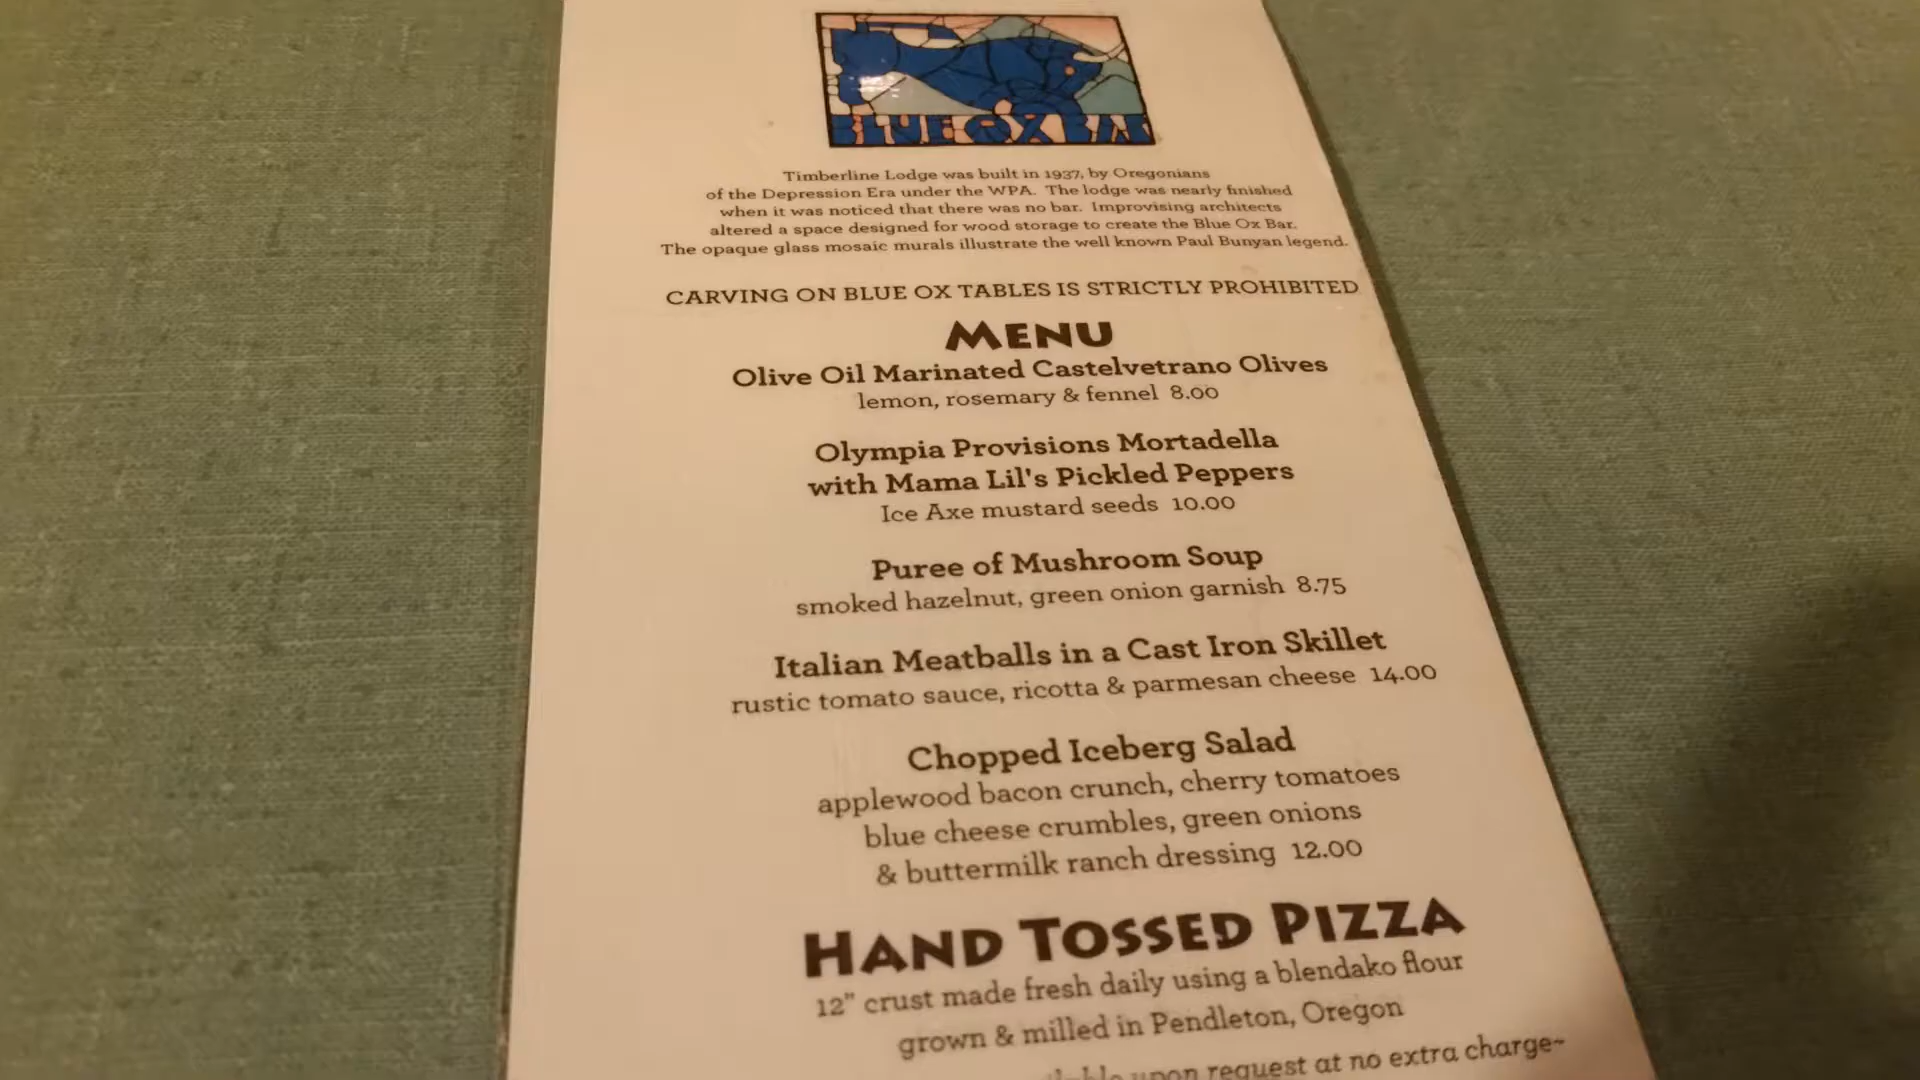 BLUE OX BAR
Timberline Lodge was built in 1937, by Oregonians
of the Depression Era under the WPA. The lodge was nearly finished
when it was noticed that there was no bar. Improvising architects
altered a space designed for wood storage to create the Blue Ox Bar.
The opaque glass mosaic murals illustrate the well known Paul Bunyan legend.
CARVING ON BLUE OX TABLES IS STRICTLY PROHIBITED
MENU
Olive Oil Marinated Castelvetrano Olives
lemon, rosemary & fennel 8.00
Olympia Provisions Mortadella
with Mama Lil's Pickled Peppers
Ice Axe mustard seeds 10.00
Puree of Mushroom Soup
smoked hazelnut, green onion garnish 8.75
Italian Meatballs in a Cast Iron Skillet
rustic tomato sauce, ricotta & parmesan cheese 14.00
Chopped Iceberg Salad
applewood bacon crunch, cherry tomatoes
blue cheese crumbles, green onions
& buttermilk ranch dressing 12.00
HAND TOSSED PIZZA
12" crust made fresh daily using a blendako flour
grown & milled in Pendleton, Oregon
upon request at no extra charge~